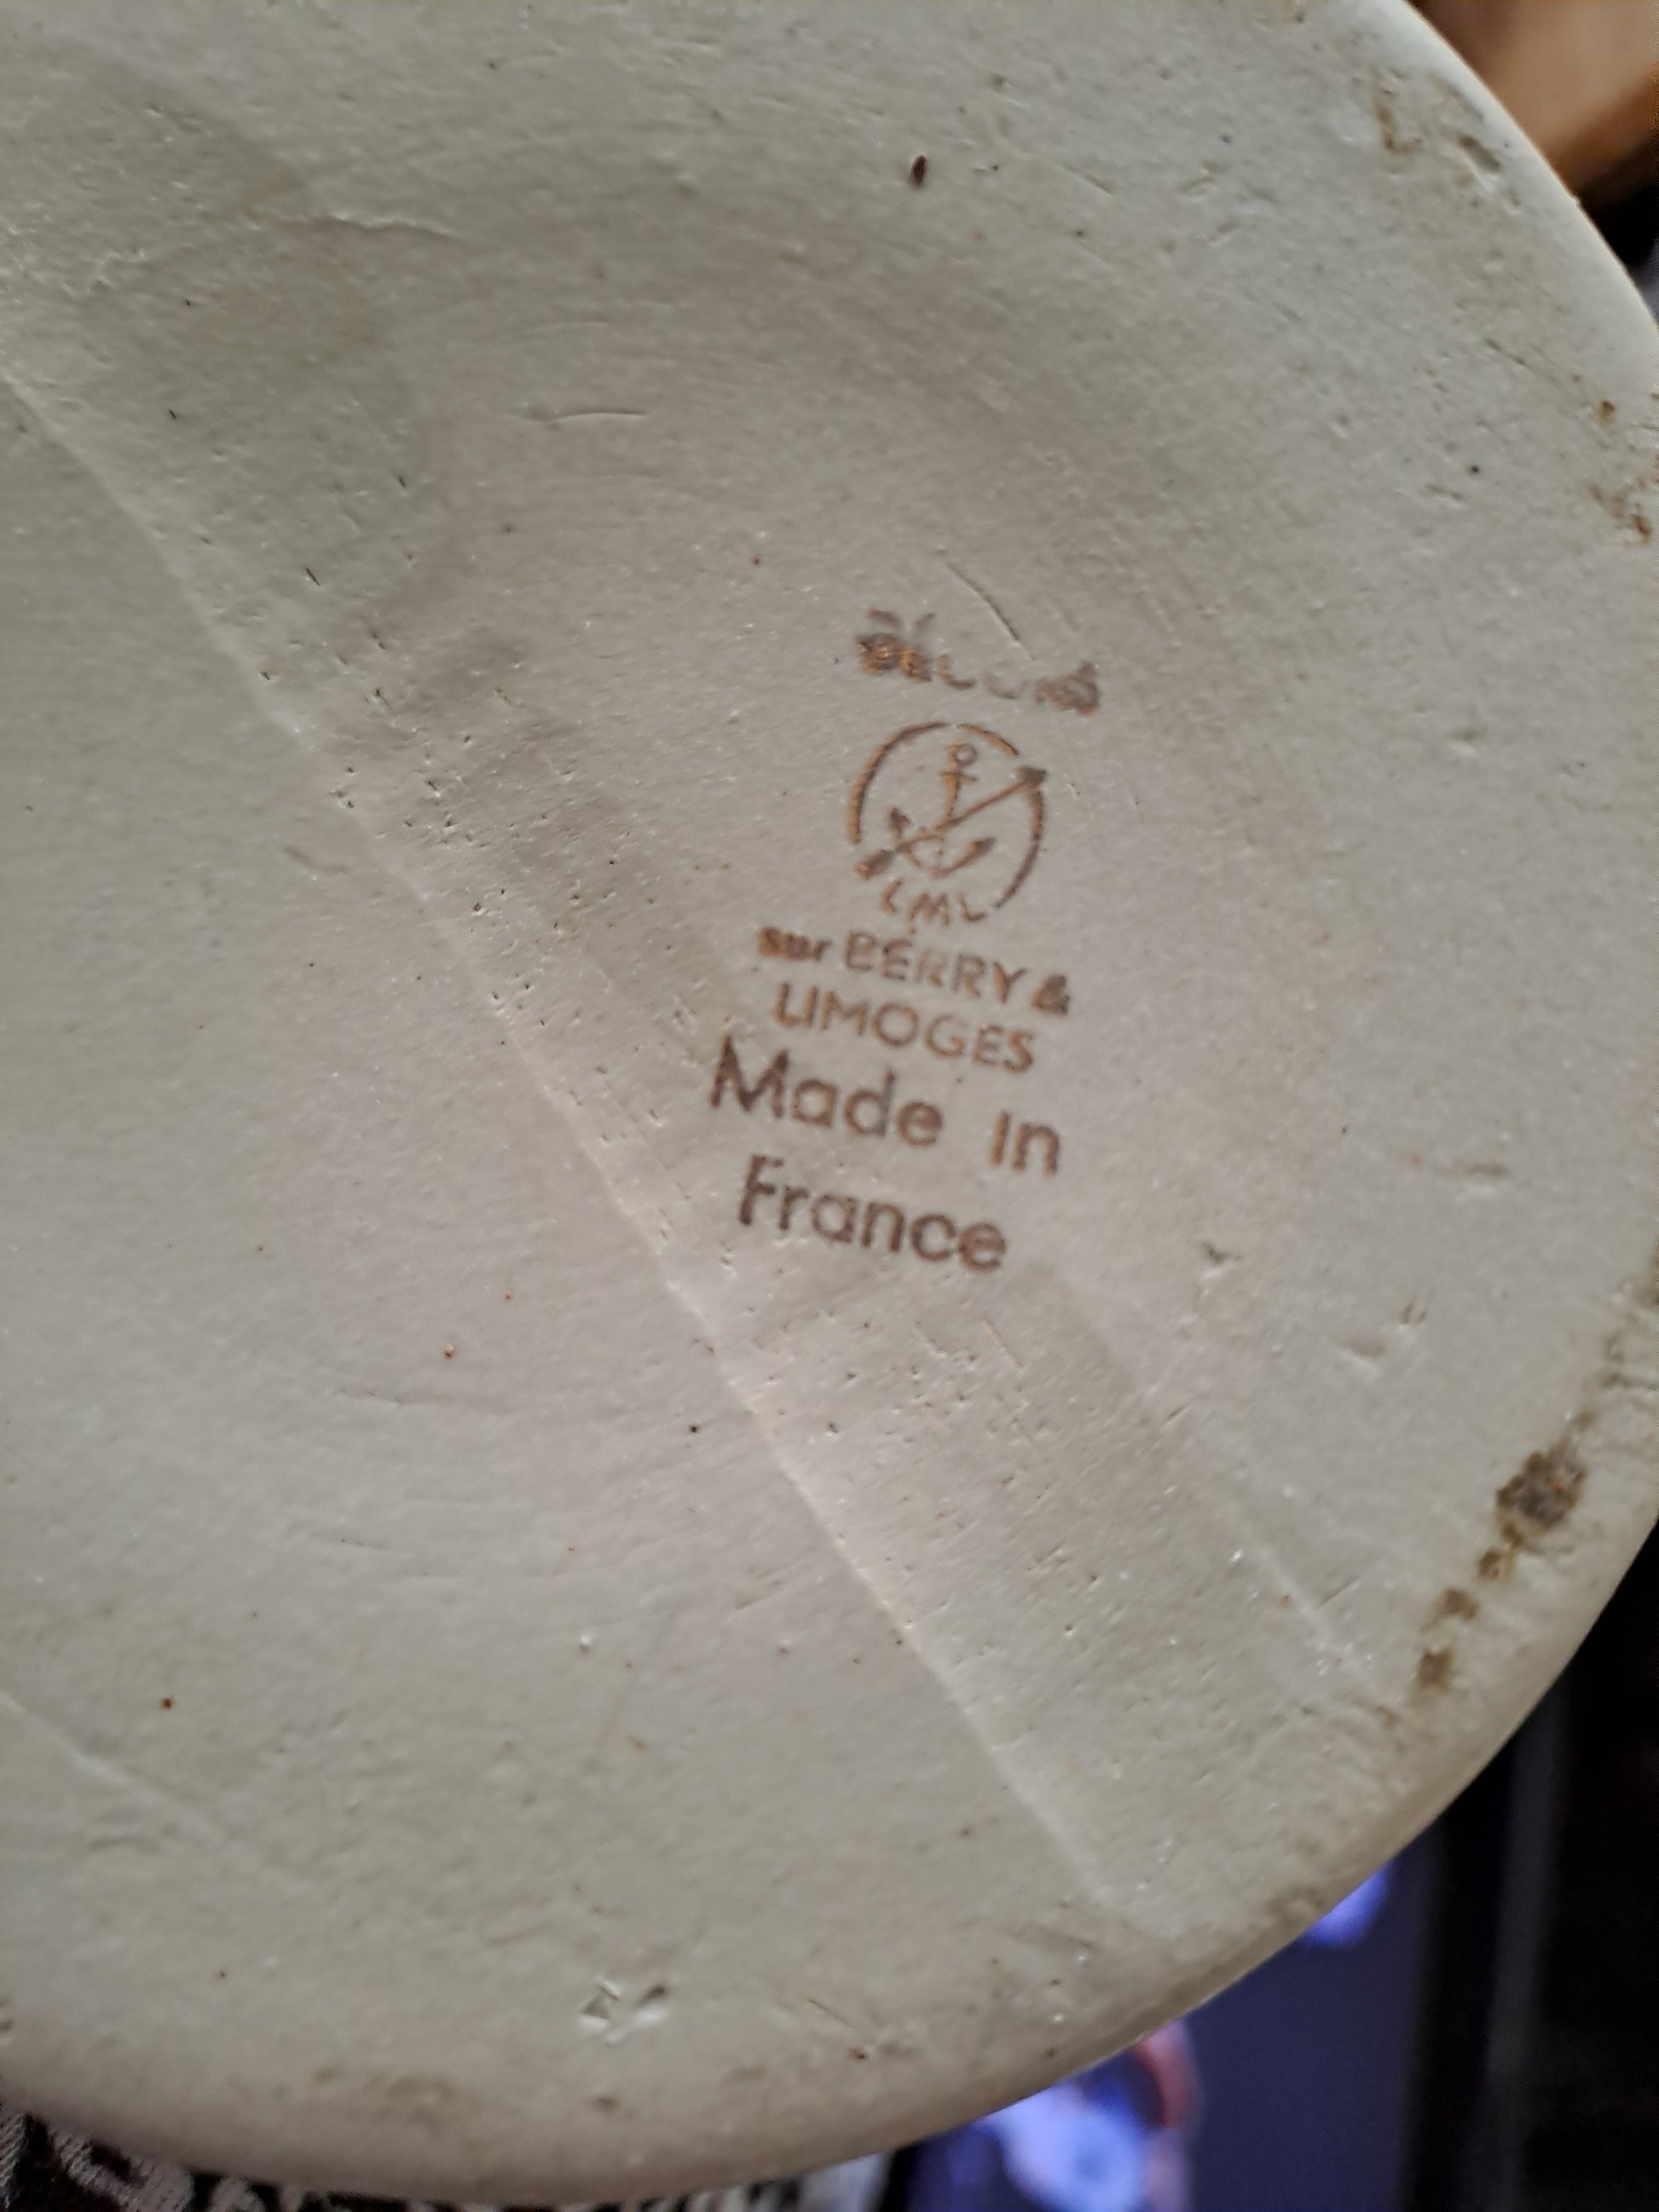 LML
sur BERRY &
LIMOGES
Made in
France